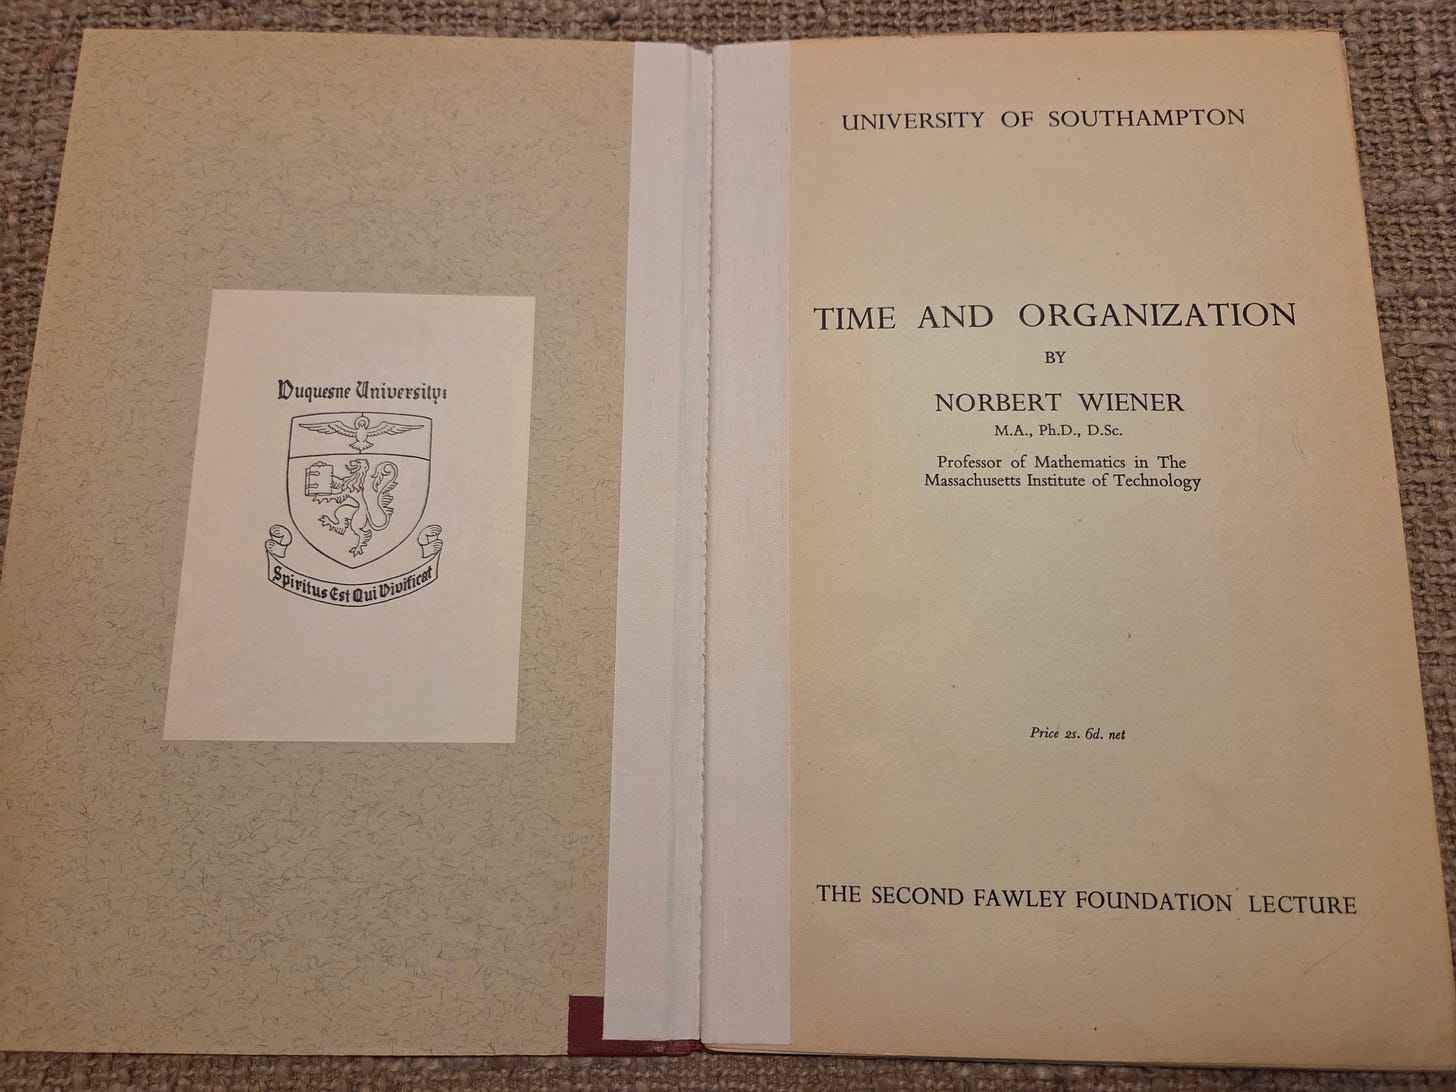 Duquesne University:
Spiritus Est Qui Vivificat
UNIVERSITY OF SOUTHAMPTON
TIME AND ORGANIZATION
BY
NORBERT WIENER
M.A., Ph.D., D.Sc.
Professor of Mathematics in The
Massachusetts Institute of Technology
Price 2s. 6d. net
THE SECOND FAWLEY FOUNDATION LECTURE